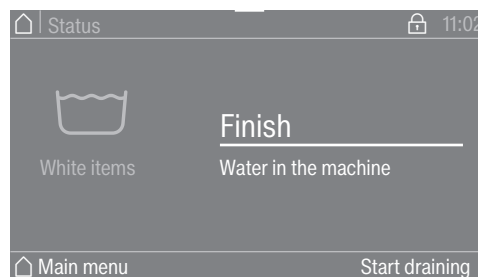 Status
11:02
Finish
White items
Water in the machine
Main menu
Start draining